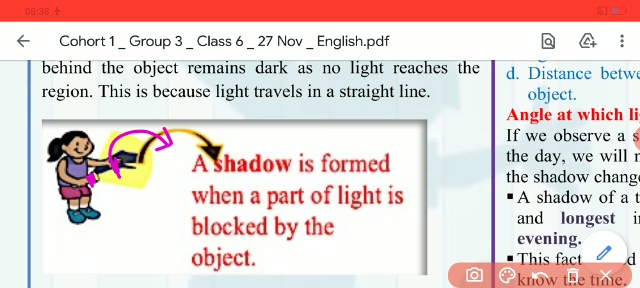 08:38
Cohort 1 _ Group 3 _ Class 6 _ 27 Nov _ English.pdf
behind the object remains dark as no light reaches the
region. This is because light travels in a straight line.
A shadow is formed
when a part of light is
blocked by the
object.
d. Distance betwe
object.
Angle at which li
If we observe a s
the day, we will
the shadow chang
▪ A shadow of a t
and longest i
evening.
▪ This fact
know the time.